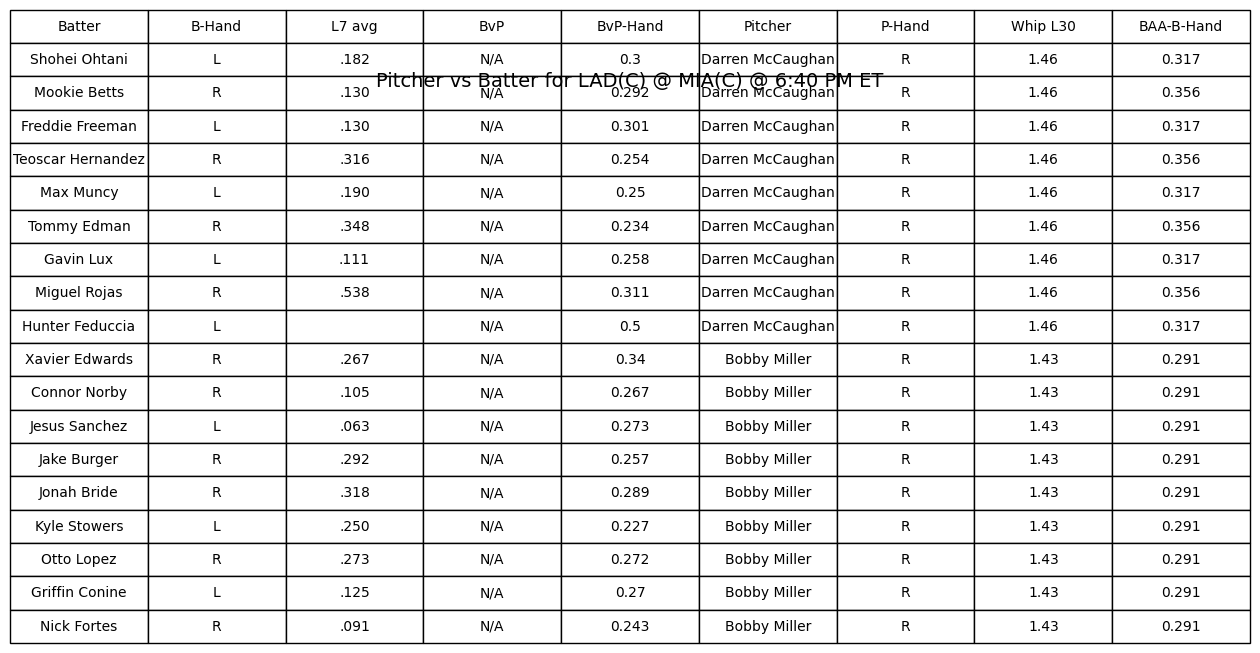 Batter B-Hand L7 avg BvP BvP-Hand Pitcher P-Hand Whip L30 BAA-B-Hand
Shohei Ohtani L .182 N/A 0.3 Darren McCaughan R 1.46 0.317
Pitcher vs Batter for LAD(C) @ MIA(C) @ 6:40 PM ET
Mookie Betts R .130 N/A 0.292 Darren McCaughan R 1.46 0.356
Freddie Freeman L .130 N/A 0.301 Darren McCaughan R 1.46 0.317
Teoscar Hernandez R .316 N/A 0.254 Darren McCaughan R 1.46 0.356
Max Muncy L .190 N/A 0.25 Darren McCaughan R 1.46 0.317
Tommy Edman R .348 N/A 0.234 Darren McCaughan R 1.46 0.356
Gavin Lux L .111 N/A 0.258 Darren McCaughan R 1.46 0.317
Miguel Rojas R .538 N/A 0.311 Darren McCaughan R 1.46 0.356
Hunter Feduccia L N/A 0.5 Darren McCaughan R 1.46 0.317
Xavier Edwards R .267 N/A 0.34 Bobby Miller R 1.43 0.291
Connor Norby R .105 N/A 0.267 Bobby Miller R 1.43 0.291
Jesus Sanchez L .063 N/A 0.273 Bobby Miller R 1.43 0.291
Jake Burger R .292 N/A 0.257 Bobby Miller R 1.43 0.291
Jonah Bride R .318 N/A 0.289 Bobby Miller R 1.43 0.291
Kyle Stowers L .250 N/A 0.227 Bobby Miller R 1.43 0.291
Otto Lopez R .273 N/A 0.272 Bobby Miller R 1.43 0.291
Griffin Conine L .125 N/A 0.27 Bobby Miller R 1.43 0.291
Nick Fortes R .091 N/A 0.243 Bobby Miller R 1.43 0.291